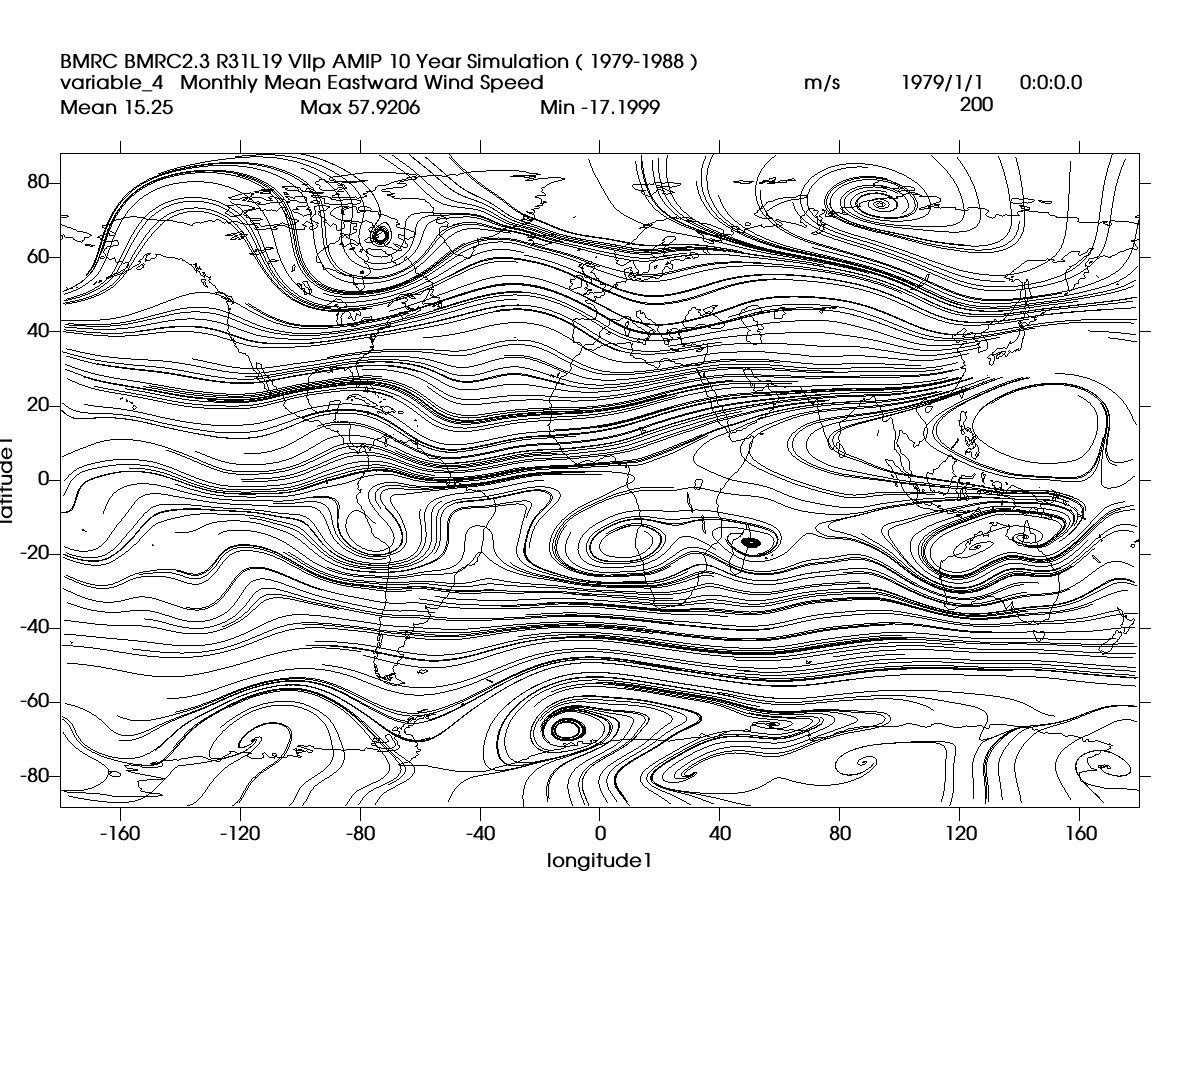 BMRC BMRC2.3 R31L19 VIIp AMIP 10 Year Simulation ( 1979-1988 )
variable_4 Monthly Mean Eastward Wind Speed m/s 1979/1/1 0:0:0.0
Mean 15.25 Max 57.9206 Min -17.1999 200
80
60
40
20
0
-20
-40
-60
-80
latitude1
-160 -120 -80 -40 0 40 80 120 160
longitude1